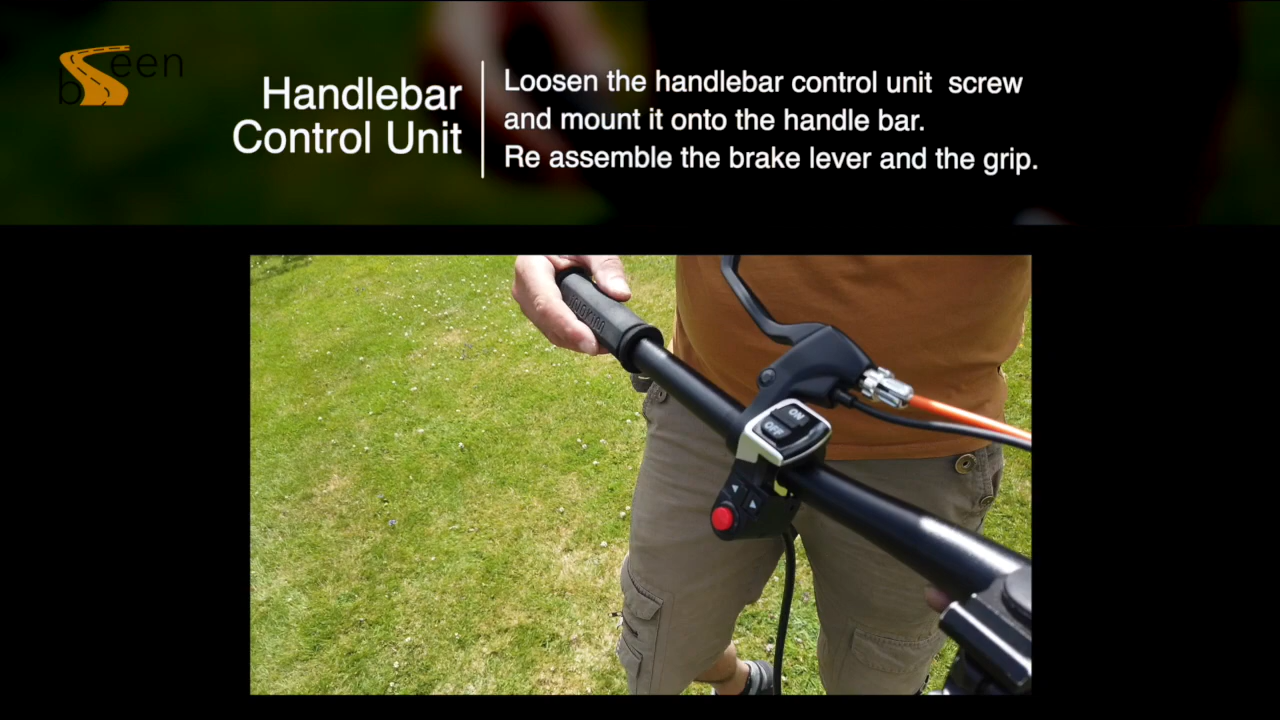 b seen
Handlebar
Control Unit
Loosen the handlebar control unit  screw
and mount it onto the handle bar.
Re assemble the brake lever and the grip.
ON
OFF